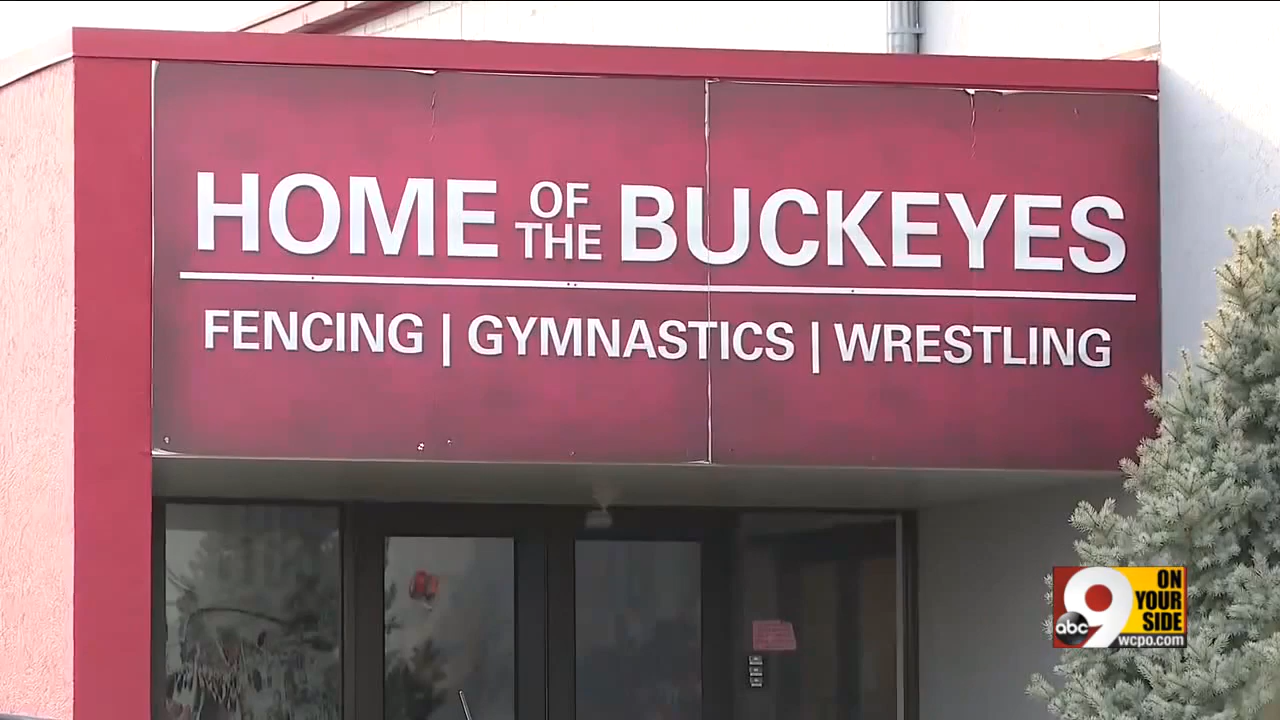 HOME OF THE BUCKEYES
FENCING | GYMNASTICS | WRESTLING
abc 9 ON YOUR SIDE
wcpo.com